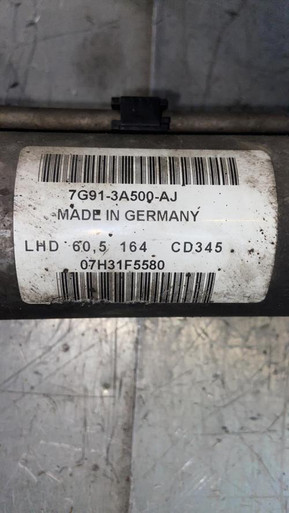 7G91-3A500-AJ
MADE IN GERMANY
LHD 60,5 164 CD345
07H31F5580